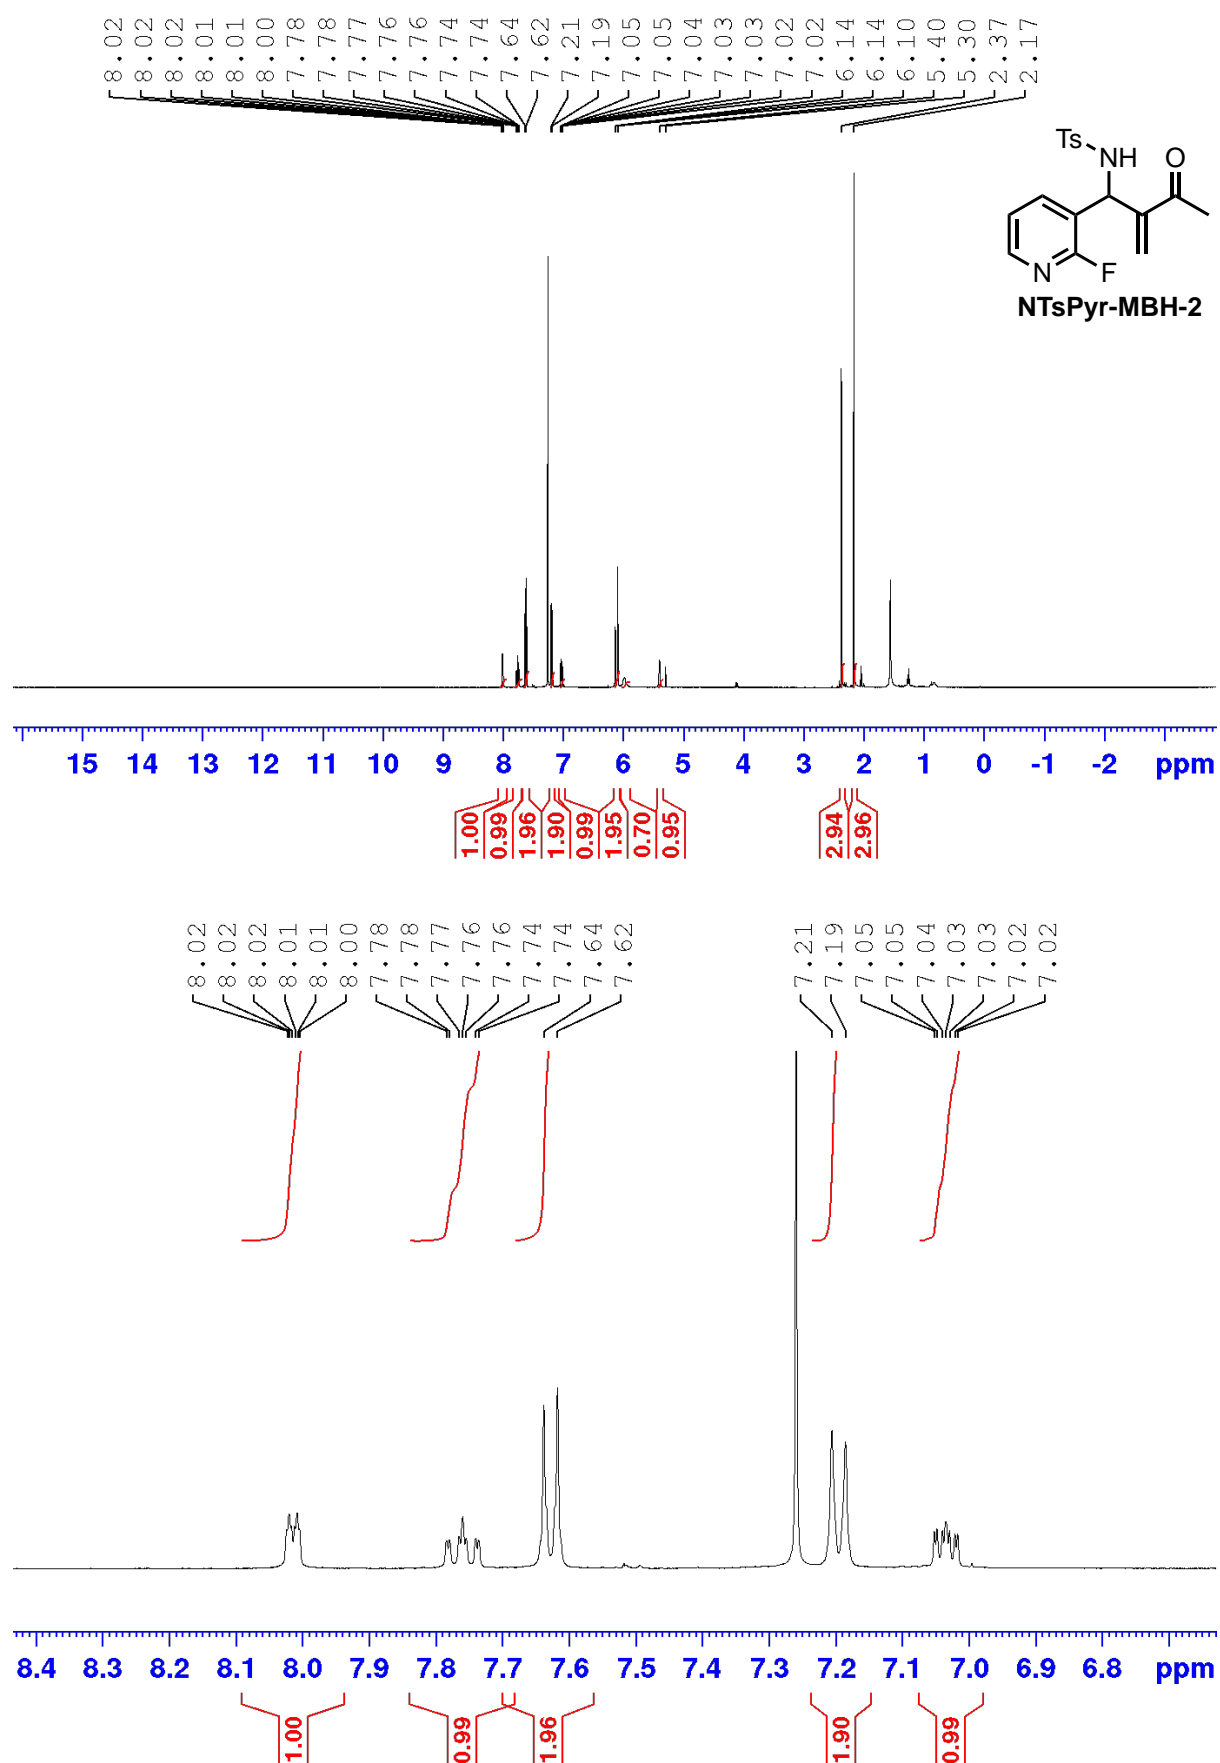 8.02 8.02 8.02 8.01 8.01 8.00 7.78 7.78 7.77 7.76 7.76 7.74 7.74 7.64 7.62 7.21 7.19 7.05 7.05 7.04 7.03 7.03 7.02 7.02 6.14 6.14 6.10 5.40 5.30 2.37 2.17
Ts
NH O
N F
NTsPyr-MBH-2
15 14 13 12 11 10 9 8 7 6 5 4 3 2 1 0 -1 -2 ppm
1.00 0.99 1.96 1.90 0.99 1.95 0.70 0.95 2.94 2.96
8.02 8.02 8.02 8.01 8.01 8.00 7.78 7.78 7.77 7.76 7.76 7.74 7.74 7.64 7.62 7.21 7.19 7.05 7.05 7.04 7.03 7.03 7.02 7.02
8.4 8.3 8.2 8.1 8.0 7.9 7.8 7.7 7.6 7.5 7.4 7.3 7.2 7.1 7.0 6.9 6.8 ppm
1.00 0.99 1.96 1.90 0.99